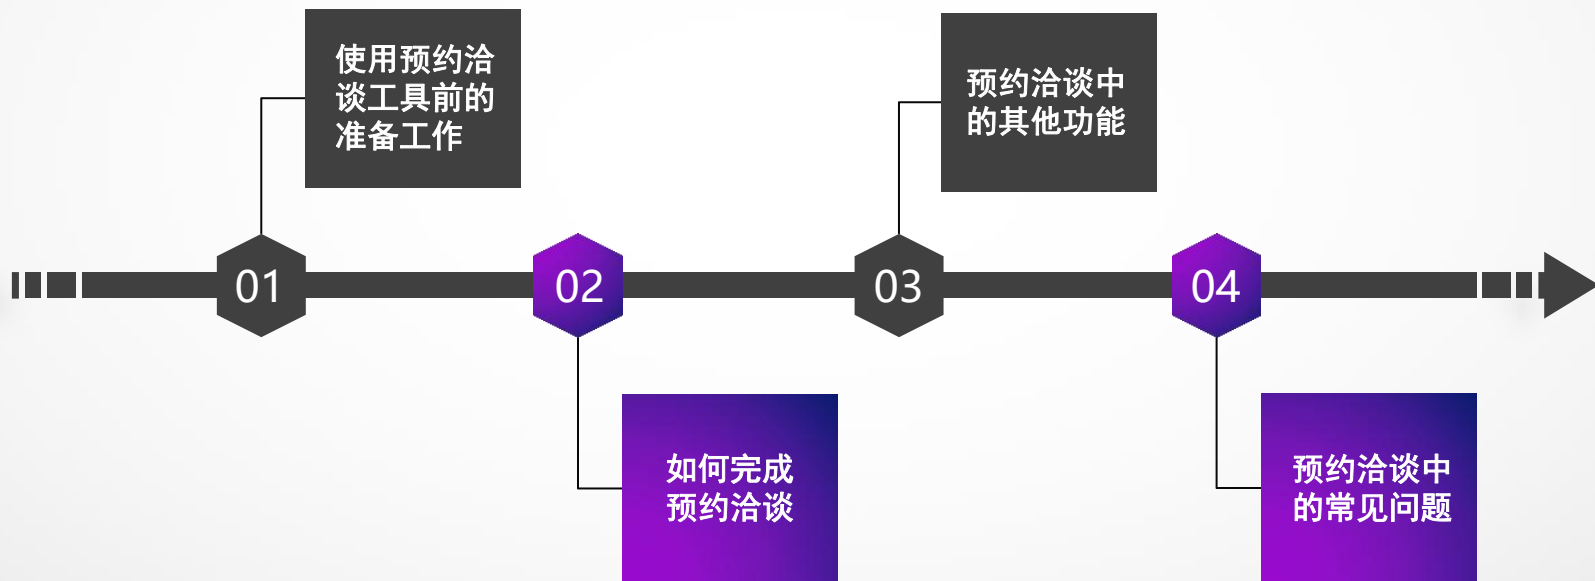 使用预约洽
谈工具前的
准备工作
预约洽谈中
的其他功能
01
02
03
04
如何完成
预约洽谈
预约洽谈中
的常见问题